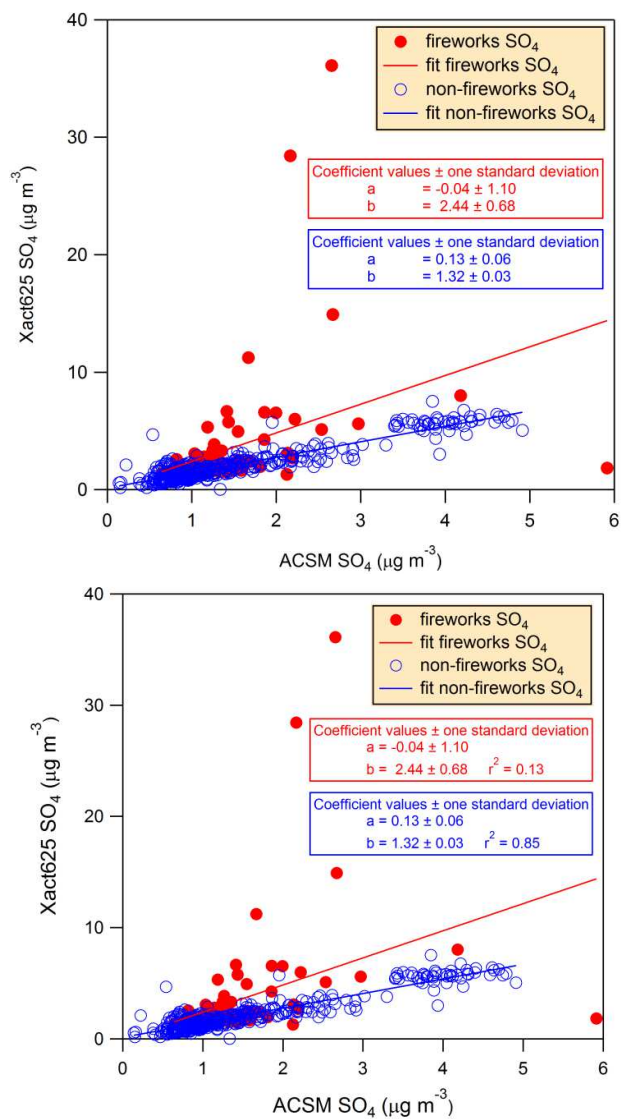 40
30
20
10
0
Xact625 SO₄ (μg m⁻³)
fireworks SO₄
fit fireworks SO₄
non-fireworks SO₄
fit non-fireworks SO₄
Coefficient values ± one standard deviation
a = -0.04 ± 1.10
b = 2.44 ± 0.68
Coefficient values ± one standard deviation
a = 0.13 ± 0.06
b = 1.32 ± 0.03
0 1 2 3 4 5 6
ACSM SO₄ (μg m⁻³)
40
30
20
10
0
Xact625 SO₄ (μg m⁻³)
fireworks SO₄
fit fireworks SO₄
non-fireworks SO₄
fit non-fireworks SO₄
Coefficient values ± one standard deviation
a = -0.04 ± 1.10
b = 2.44 ± 0.68 r² = 0.13
Coefficient values ± one standard deviation
a = 0.13 ± 0.06
b = 1.32 ± 0.03 r² = 0.85
0 1 2 3 4 5 6
ACSM SO₄ (μg m⁻³)